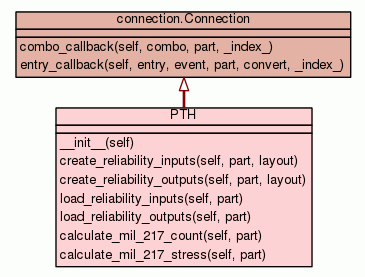 connection.Connection
combo_callback(self, combo, part, _index_)
entry_callback(self, entry, event, part, convert, _index_)
PTH
__init__(self)
create_reliability_inputs(self, part, layout)
create_reliability_outputs(self, part, layout)
load_reliability_inputs(self, part)
load_reliability_outputs(self, part)
calculate_mil_217_count(self, part)
calculate_mil_217_stress(self, part)